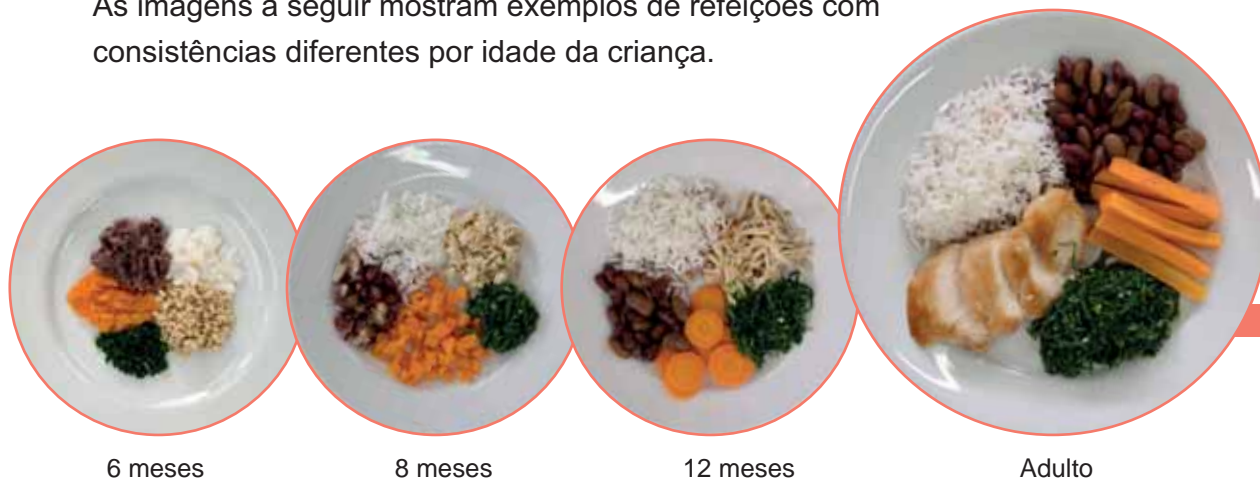 As imagens a seguir mostram exemplos de refeições com
consistências diferentes por idade da criança.
6 meses
8 meses
12 meses
Adulto